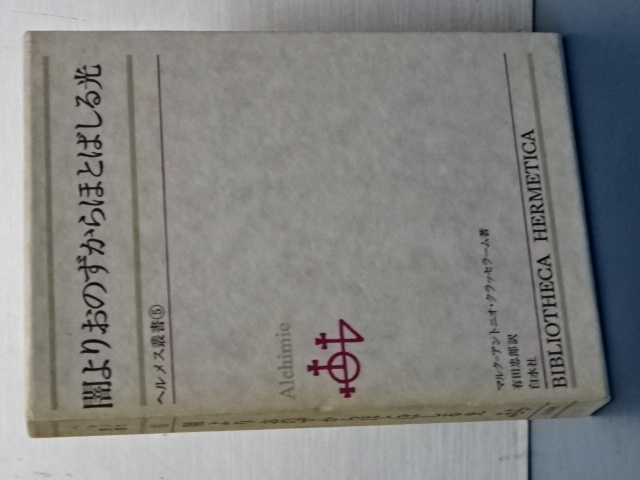 闇よりおのずからほとばしる光
ヘルメス叢書⑤
Alchimie
マルク=アントニオ・クラッセラーム著
有田忠郎訳
白水社
BIBLIOTHECA HERMETICA